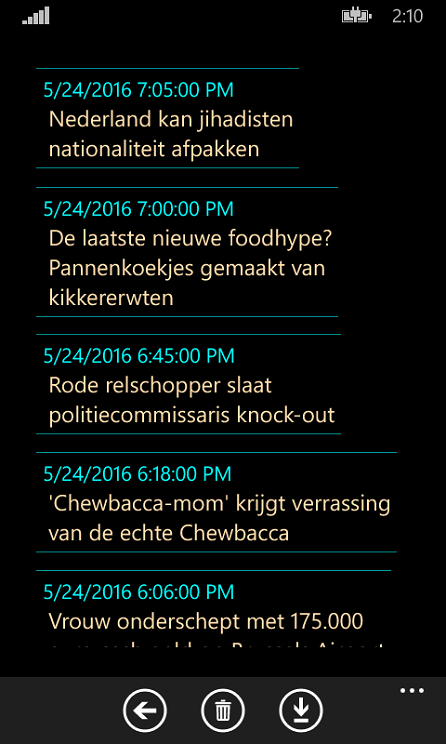 2:10
5/24/2016 7:05:00 PM
Nederland kan jihadisten
nationaliteit afpakken
5/24/2016 7:00:00 PM
De laatste nieuwe foodhype?
Pannenkoekjes gemaakt van
kikkererwten
5/24/2016 6:45:00 PM
Rode relschopper slaat
politiecommissaris knock-out
5/24/2016 6:18:00 PM
'Chewbacca-mom' krijgt verrassing
van de echte Chewbacca
5/24/2016 6:06:00 PM
Vrouw onderschept met 175.000